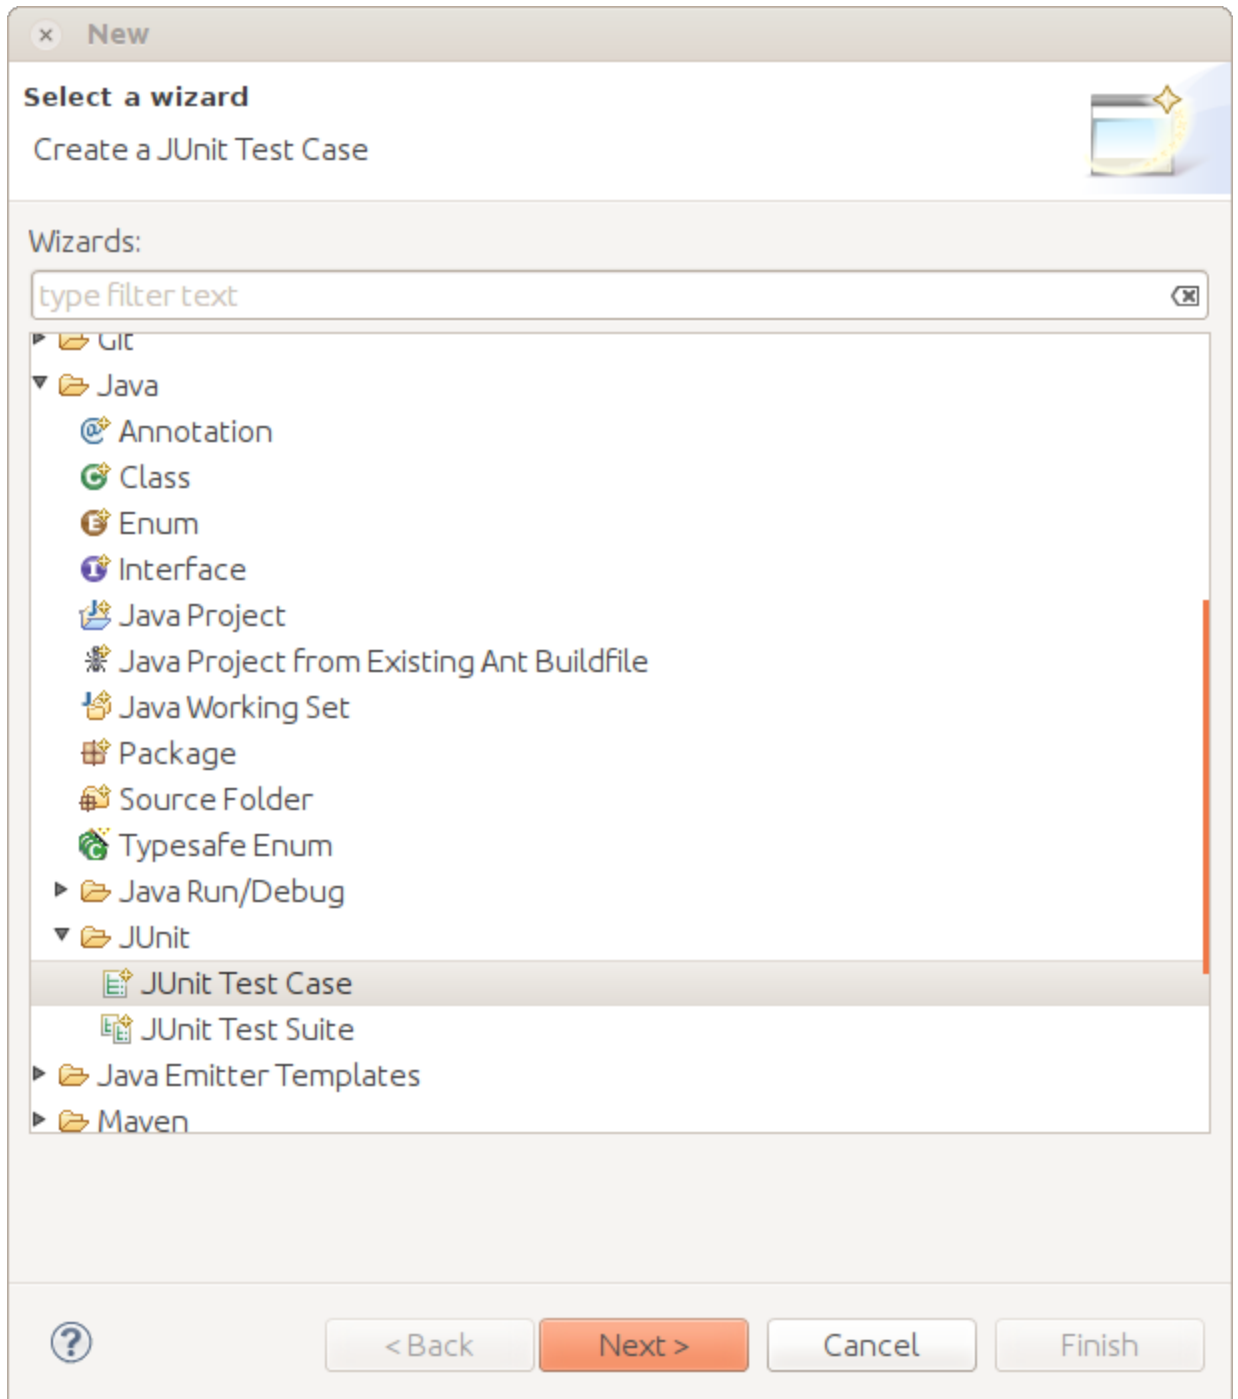 New
Select a wizard
Create a JUnit Test Case
Wizards:
type filter text
Git
Java
Annotation
Class
Enum
Interface
Java Project
Java Project from Existing Ant Buildfile
Java Working Set
Package
Source Folder
Typesafe Enum
Java Run/Debug
JUnit
JUnit Test Case
JUnit Test Suite
Java Emitter Templates
Maven
< Back Next > Cancel Finish